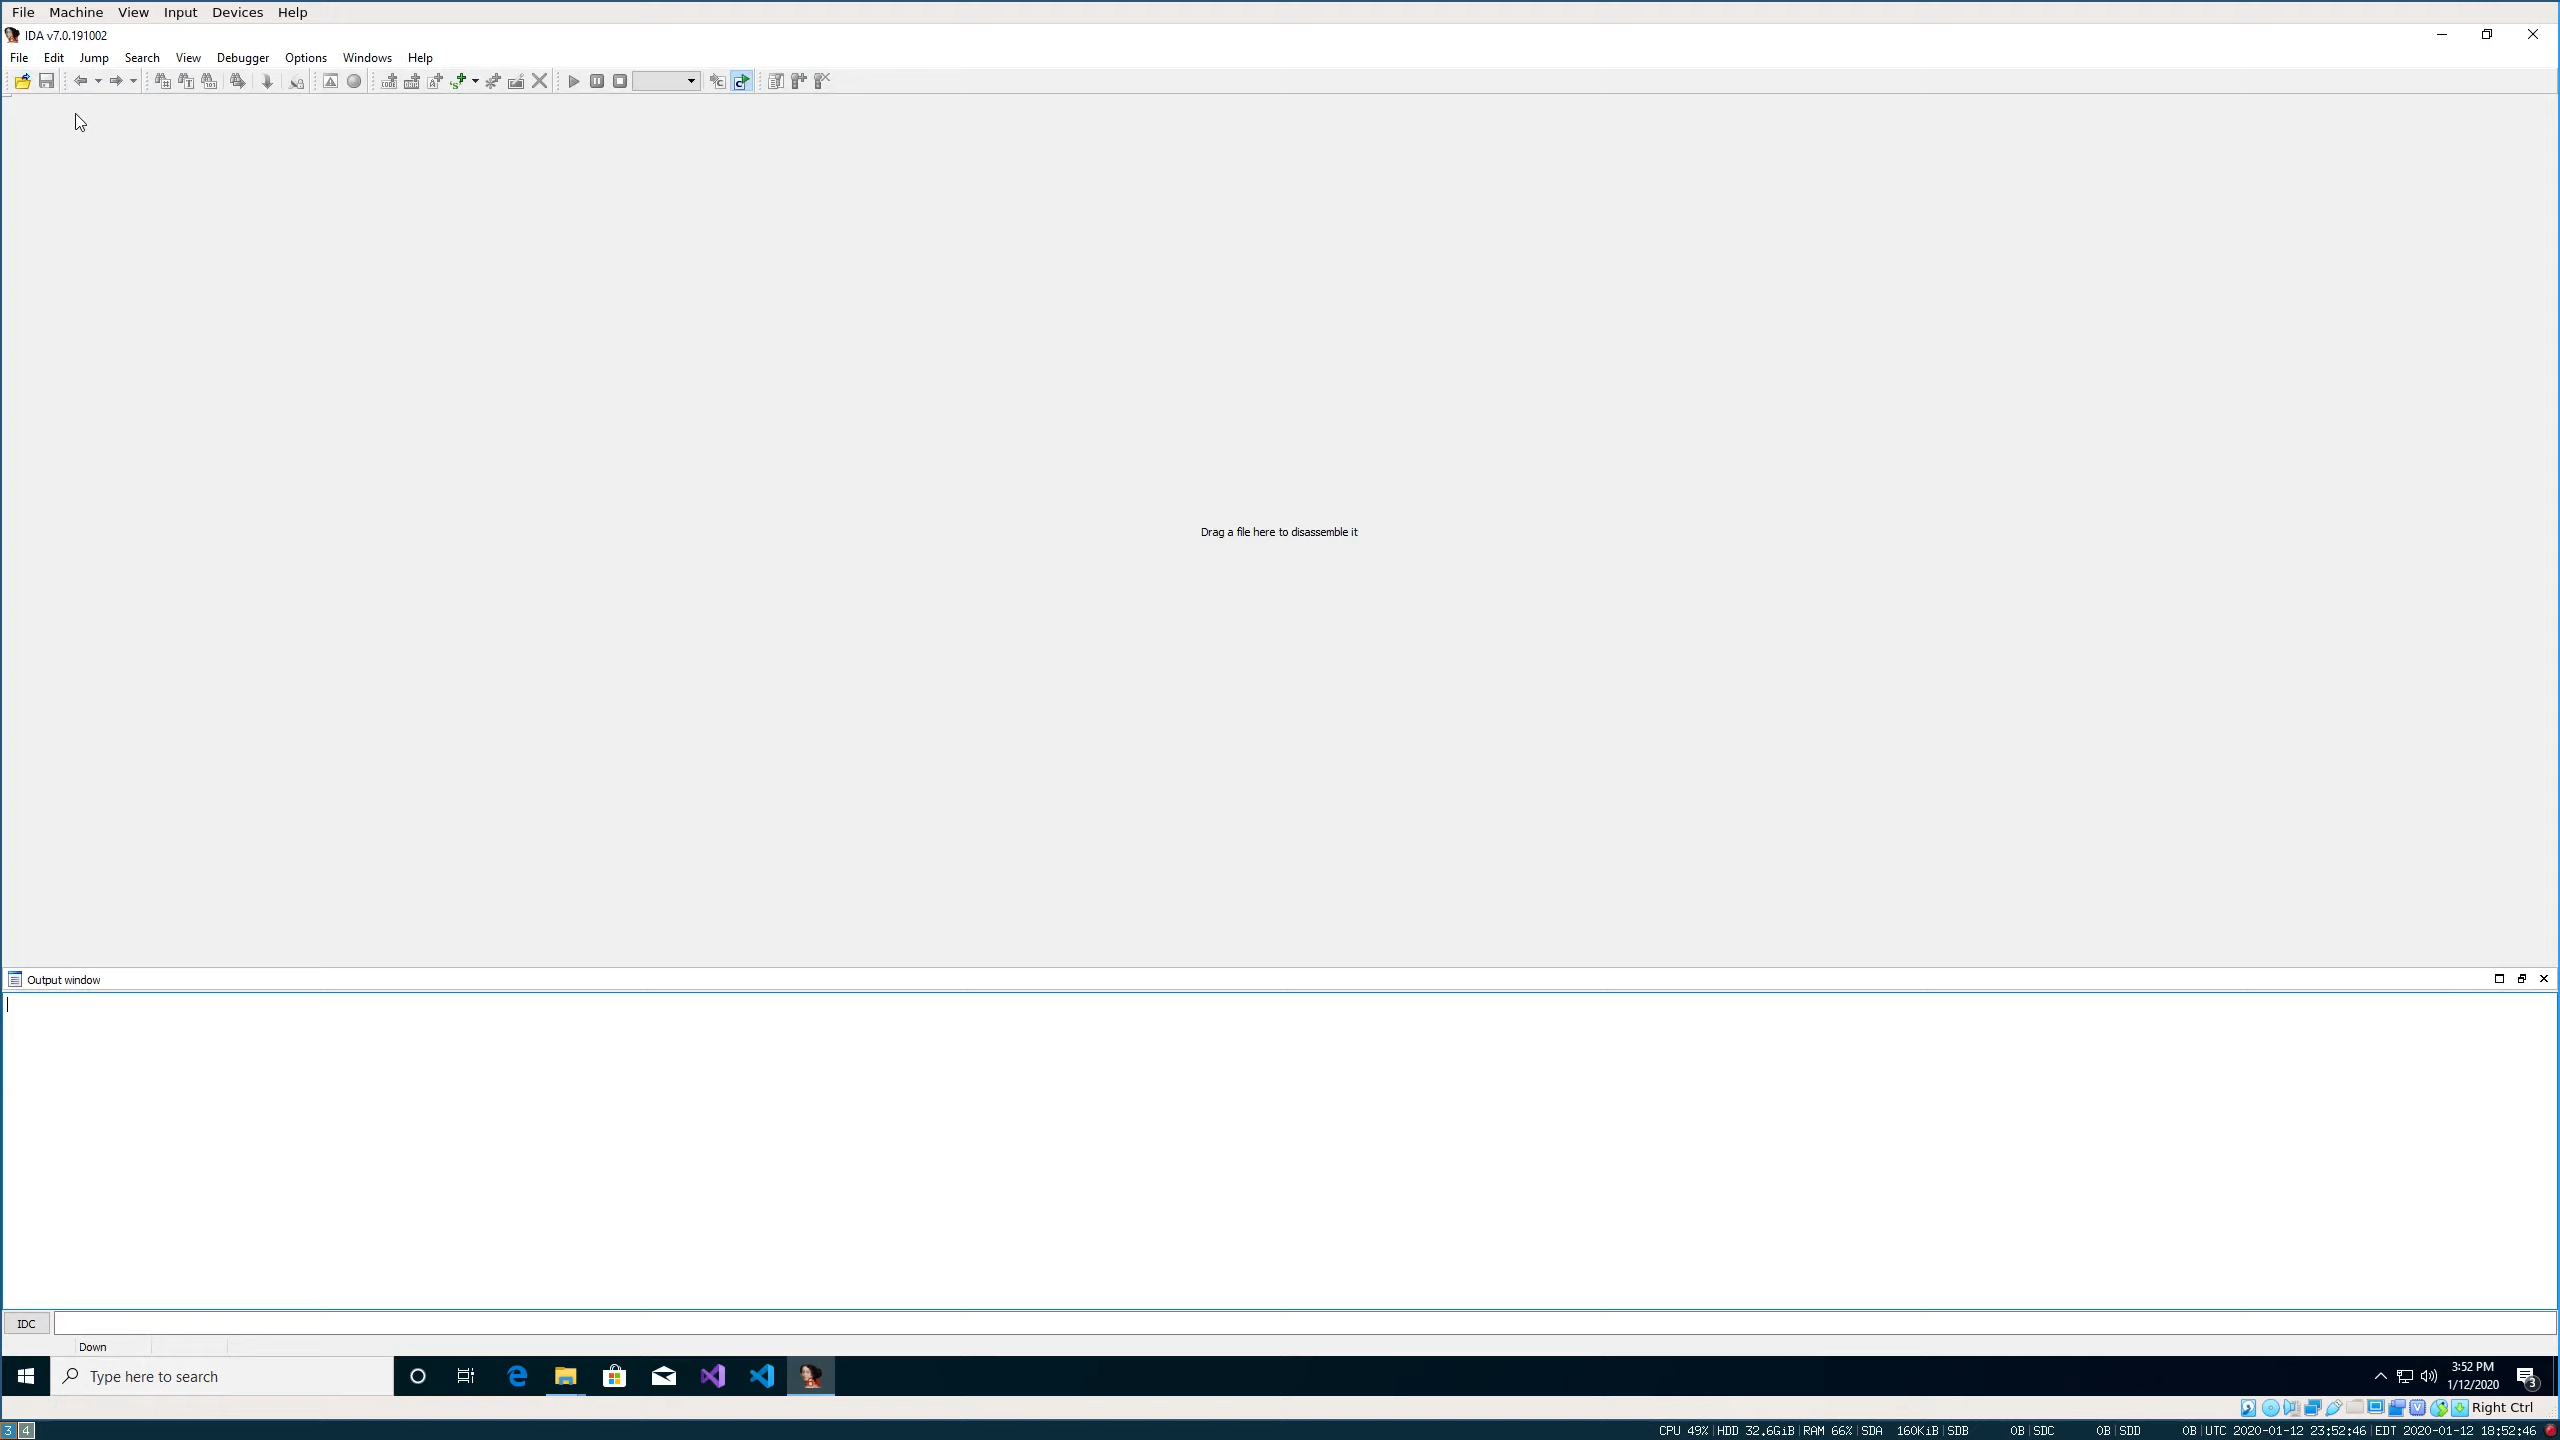 File Machine View Input Devices Help
IDA v7.0.191002
File Edit Jump Search View Debugger Options Windows Help
Drag a file here to disassemble it
Output window
IDC
Down
Type here to search
3:52 PM
1/12/2020
3
Right Ctrl
3 4 CPU 49% HDD 32.6GiB RAM 66% SDA 160KiB SDB 0B SDC 0B SDD 0B UTC 2020-01-12 23:52:46 EDT 2020-01-12 18:52:46